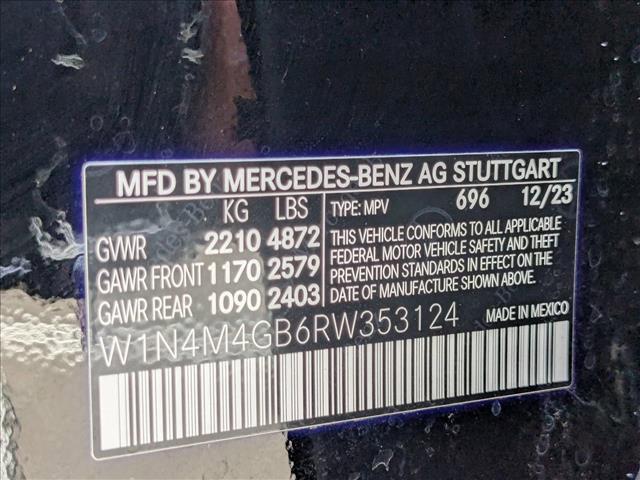 MFD BY MERCEDES-BENZ AG STUTTGART
KG LBS TYPE: MPV 696 12/23
GVWR 2210 4872
GAWR FRONT 1170 2579
GAWR REAR 1090 2403
THIS VEHICLE CONFORMS TO ALL APPLICABLE
FEDERAL MOTOR VEHICLE SAFETY AND THEFT
PREVENTION STANDARDS IN EFFECT ON THE
DATE OF MANUFACTURE SHOWN ABOVE.
W1N4M4GB6RW353124 MADE IN MEXICO